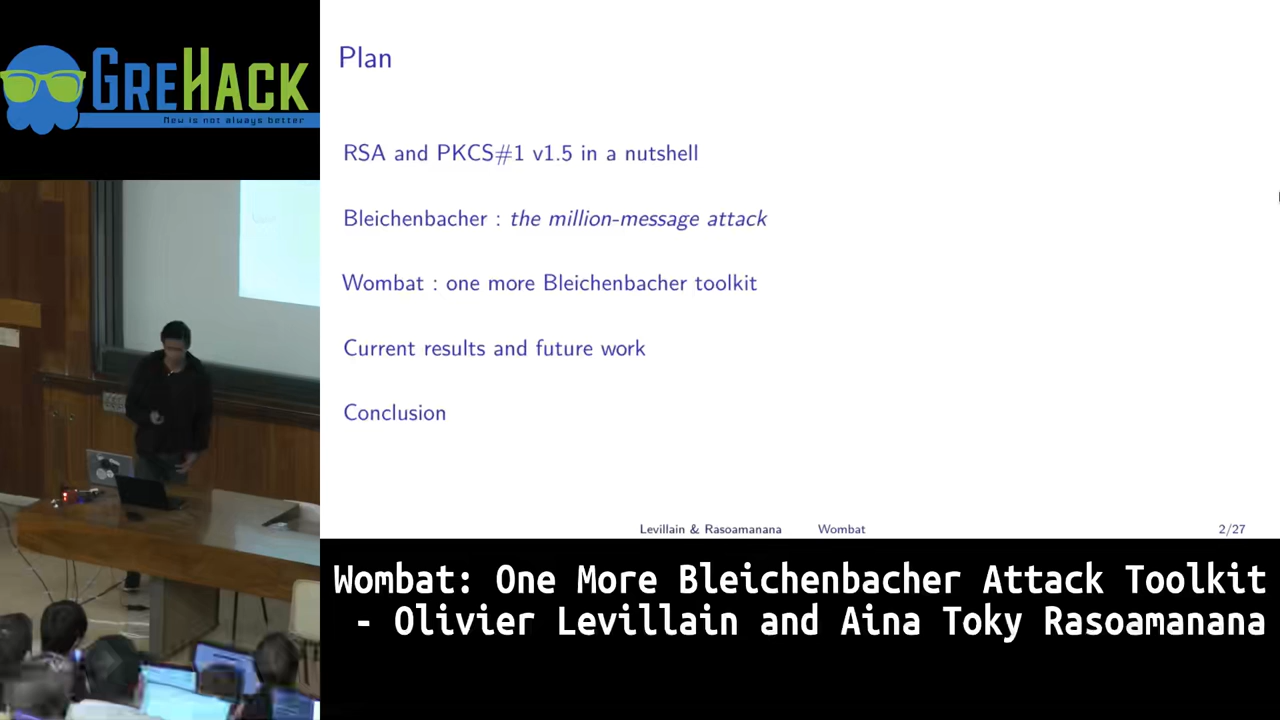 GREHACK
New is not always better
Plan
RSA and PKCS#1 v1.5 in a nutshell
Bleichenbacher : the million-message attack
Wombat : one more Bleichenbacher toolkit
Current results and future work
Conclusion
Levillain & Rasoamanana Wombat 2/27
Wombat: One More Bleichenbacher Attack Toolkit
- Olivier Levillain and Aina Toky Rasoamanana